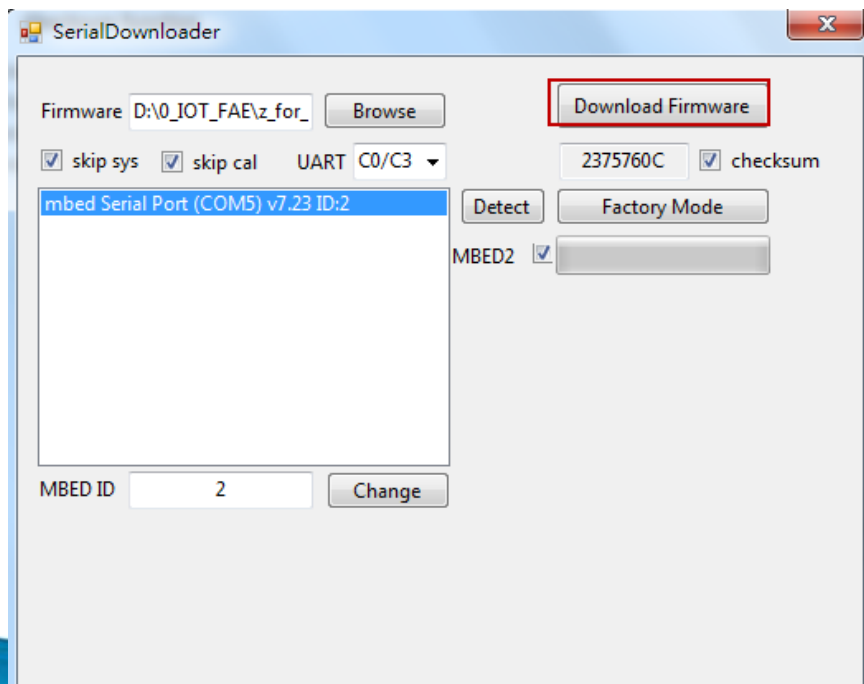 SerialDownloader
Firmware D:\0_IOT_FAE\z_for_ Browse Download Firmware
skip sys skip cal UART C0/C3 2375760C checksum
mbed Serial Port (COM5) v7.23 ID:2 Detect Factory Mode
MBED2
MBED ID 2 Change